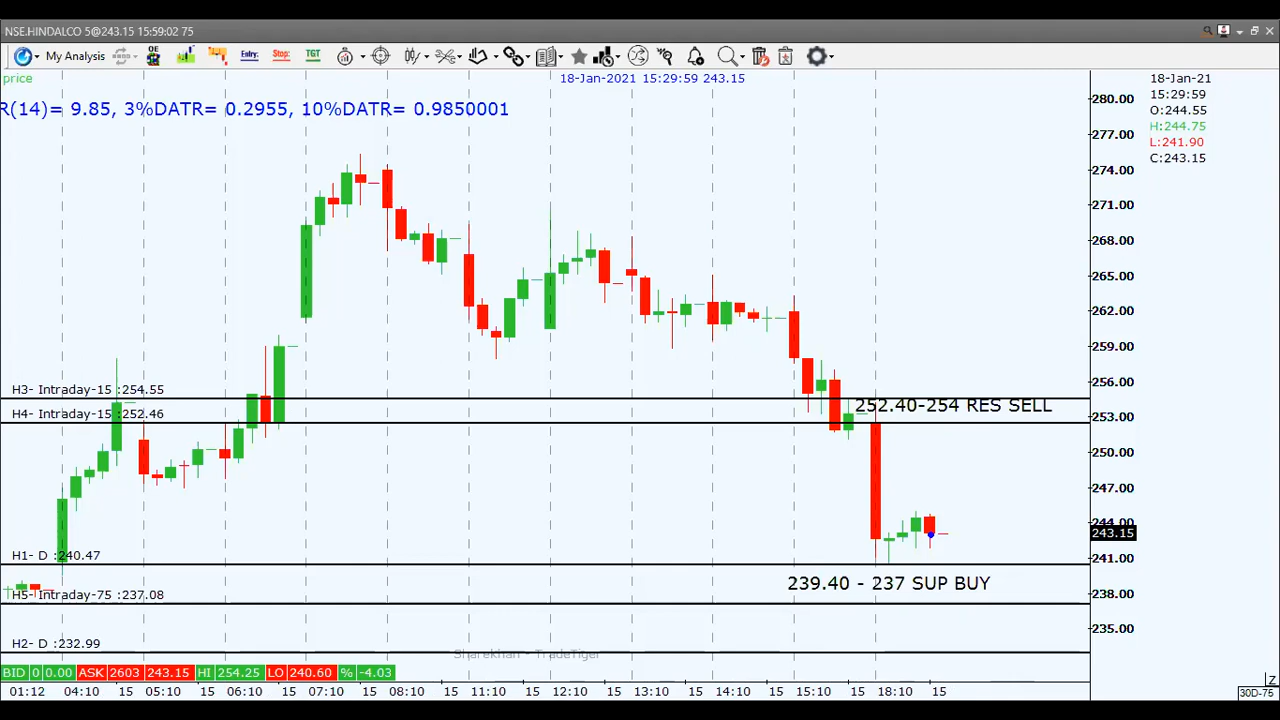 NSE.HINDALCO 5@243.15 15:59:02 75
My Analysis
OE
Entry:
Stop:
TGT
price
18-Jan-2021 15:29:59 243.15
18-Jan-21
15:29:59
O:244.55
H:244.75
L:241.90
C:243.15
R(14)= 9.85, 3%DATR= 0.2955, 10%DATR= 0.9850001
280.00
277.00
274.00
271.00
268.00
265.00
262.00
259.00
256.00
253.00
250.00
247.00
244.00
243.15
241.00
238.00
235.00
H3- Intraday-15 :254.55
252.40-254 RES SELL
H4- Intraday-15 :252.46
H1- D :240.47
239.40 - 237 SUP BUY
H5- Intraday-75 :237.08
H2- D :232.99
Sharekhan - TradeTiger
BID 0 0.00 ASK 2603 243.15 HI 254.25 LO 240.60 % -4.03
01:12 04:10 15 05:10 15 06:10 15 07:10 15 08:10 15 11:10 15 12:10 15 13:10 15 14:10 15 15:10 15 18:10 15
Z
30D-75